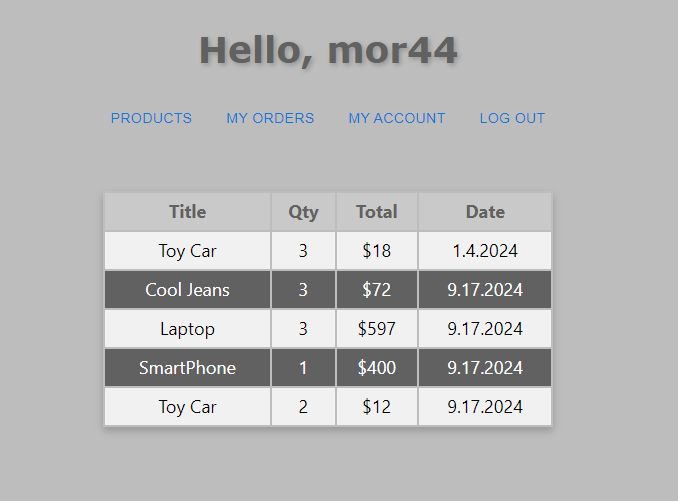 Hello, mor44
PRODUCTS MY ORDERS MY ACCOUNT LOG OUT
Title Qty Total Date
Toy Car 3 $18 1.4.2024
Cool Jeans 3 $72 9.17.2024
Laptop 3 $597 9.17.2024
SmartPhone 1 $400 9.17.2024
Toy Car 2 $12 9.17.2024